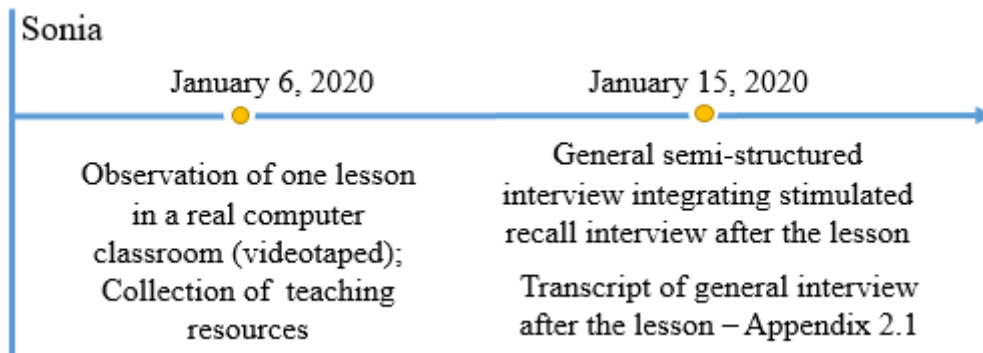 Sonia
January 6, 2020
Observation of one lesson
in a real computer
classroom (videotaped);
Collection of teaching
resources
January 15, 2020
General semi-structured
interview integrating stimulated
recall interview after the lesson
Transcript of general interview
after the lesson – Appendix 2.1